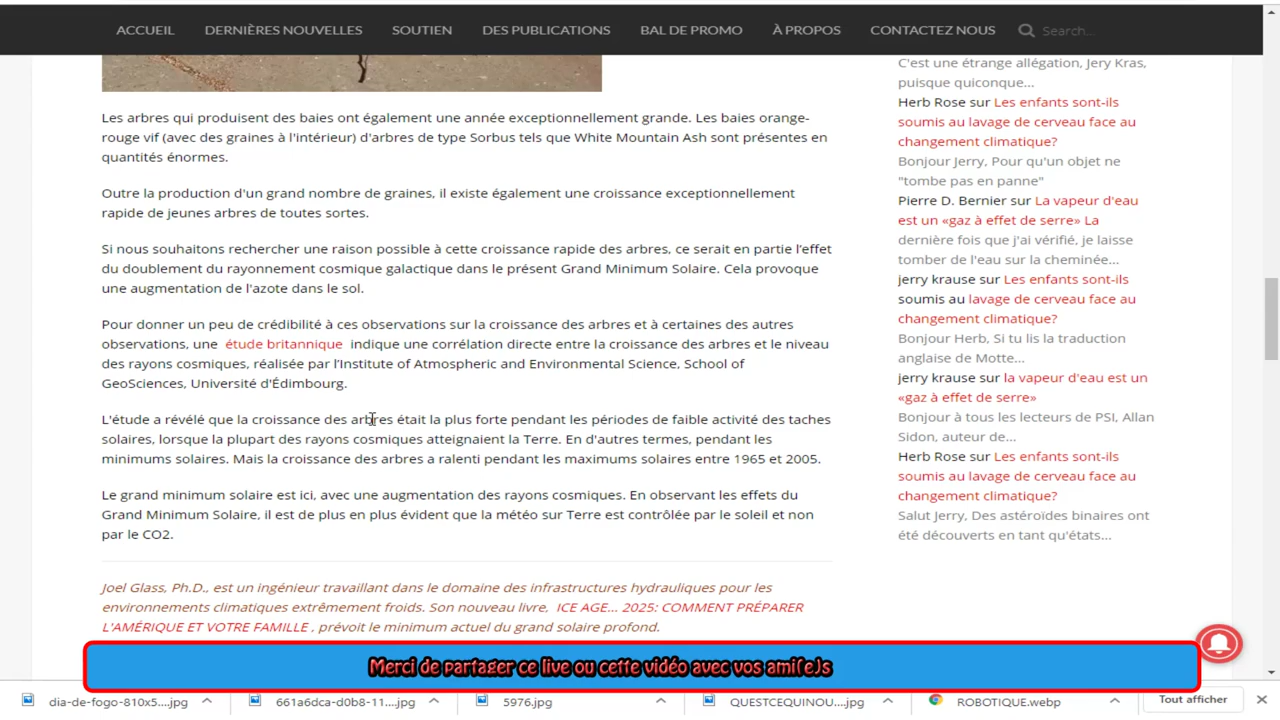 ACCUEIL DERNIÈRES NOUVELLES SOUTIEN DES PUBLICATIONS BAL DE PROMO À PROPOS CONTACTEZ NOUS Search...
Les arbres qui produisent des baies ont également une année exceptionnellement grande. Les baies orange-
rouge vif (avec des graines à l'intérieur) d'arbres de type Sorbus tels que White Mountain Ash sont présentes en
quantités énormes.
Outre la production d'un grand nombre de graines, il existe également une croissance exceptionnellement
rapide de jeunes arbres de toutes sortes.
Si nous souhaitons rechercher une raison possible à cette croissance rapide des arbres, ce serait en partie l’effet
du doublement du rayonnement cosmique galactique dans le présent Grand Minimum Solaire. Cela provoque
une augmentation de l'azote dans le sol.
Pour donner un peu de crédibilité à ces observations sur la croissance des arbres et à certaines des autres
observations, une étude britannique indique une corrélation directe entre la croissance des arbres et le niveau
des rayons cosmiques, réalisée par l’Institute of Atmospheric and Environmental Science, School of
GeoSciences, Université d'Édimbourg.
L'étude a révélé que la croissance des arbres était la plus forte pendant les périodes de faible activité des taches
solaires, lorsque la plupart des rayons cosmiques atteignaient la Terre. En d'autres termes, pendant les
minimums solaires. Mais la croissance des arbres a ralenti pendant les maximums solaires entre 1965 et 2005.
Le grand minimum solaire est ici, avec une augmentation des rayons cosmiques. En observant les effets du
Grand Minimum Solaire, il est de plus en plus évident que la météo sur Terre est contrôlée par le soleil et non
par le CO2.
Joel Glass, Ph.D., est un ingénieur travaillant dans le domaine des infrastructures hydrauliques pour les
environnements climatiques extrêmement froids. Son nouveau livre, ICE AGE... 2025: COMMENT PRÉPARER
L'AMÉRIQUE ET VOTRE FAMILLE , prévoit le minimum actuel du grand solaire profond.
C'est une étrange allégation, Jery Kras,
puisque quiconque...
Herb Rose sur Les enfants sont-ils
soumis au lavage de cerveau face au
changement climatique?
Bonjour Jerry, Pour qu'un objet ne
"tombe pas en panne"
Pierre D. Bernier sur La vapeur d'eau
est un «gaz à effet de serre» La
dernière fois que j'ai vérifié, je laisse
tomber de l'eau sur la cheminée...
jerry krause sur Les enfants sont-ils
soumis au lavage de cerveau face au
changement climatique?
Bonjour Herb, Si tu lis la traduction
anglaise de Motte...
jerry krause sur la vapeur d'eau est un
«gaz à effet de serre»
Bonjour à tous les lecteurs de PSI, Allan
Sidon, auteur de...
Herb Rose sur Les enfants sont-ils
soumis au lavage de cerveau face au
changement climatique?
Salut Jerry, Des astéroïdes binaires ont
été découverts en tant qu'états...
Merci de partager ce live ou cette vidéo avec vos ami(e)s
dia-de-fogo-810x5....jpg 661a6dca-d0b8-11....jpg 5976.jpg QUESTCEQUINOU....jpg ROBOTIQUE.webp Tout afficher